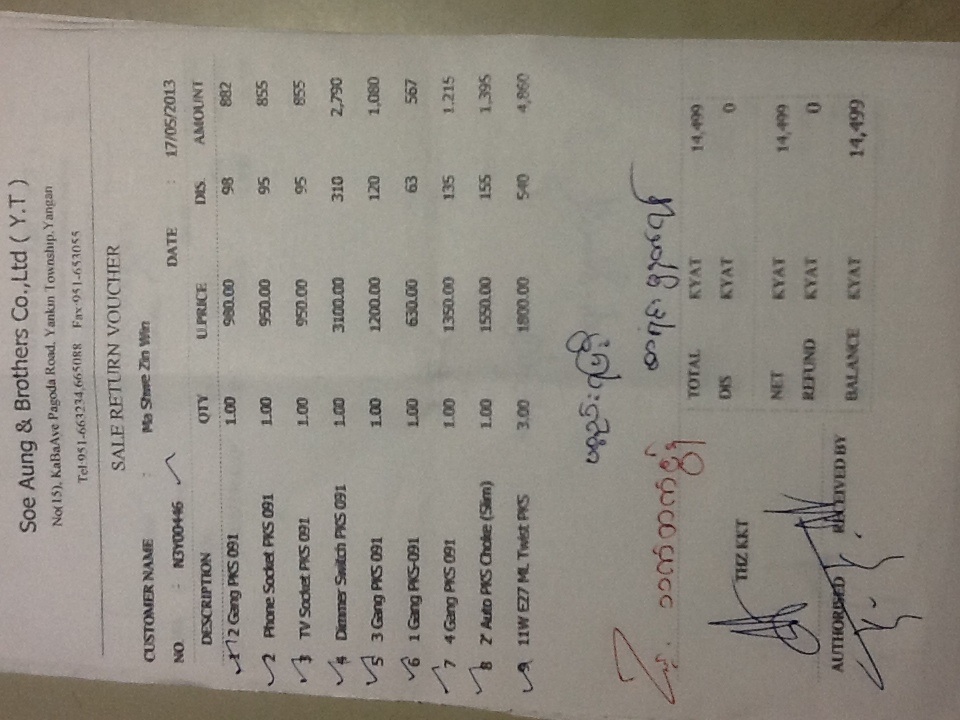 Soe Aung & Brothers Co.,Ltd ( Y.T )
No(15), KaBaAye Pagoda Road, Yankin Township,Yangan
Tel:951-663234,665088 Fax:951-653055
SALE RETURN VOUCHER
CUSTOMER NAME : Ma Shwe Zin Win
NO. : N3Y00446 DATE : 17/05/2013
DESCRIPTION QTY U.PRICE DIS. AMOUNT
1 2 Gang PKS 091 1.00 980.00 98 882
2 Phone Socket PKS 091 1.00 950.00 95 855
3 TV Socket PKS 091 1.00 950.00 95 855
4 Dimmer Switch PKS 091 1.00 3100.00 310 2,790
5 3 Gang PKS 091 1.00 1200.00 120 1,080
6 1 Gang PKS-091 1.00 630.00 63 567
7 4 Gang PKS 091 1.00 1350.00 135 1,215
8 2' Auto PKS Choke (Slim) 1.00 1550.00 155 1,395
9 11W E27 ML Twist PKS 3.00 1800.00 540 4,860
ပစ္စည်းရပြီး
TOTAL KYAT 14,499
DIS KYAT 0
THZ KKT
NET KYAT 14,499
REFUND KYAT 0
AUTHORISED RECEIVED BY
BALANCE KYAT 14,499